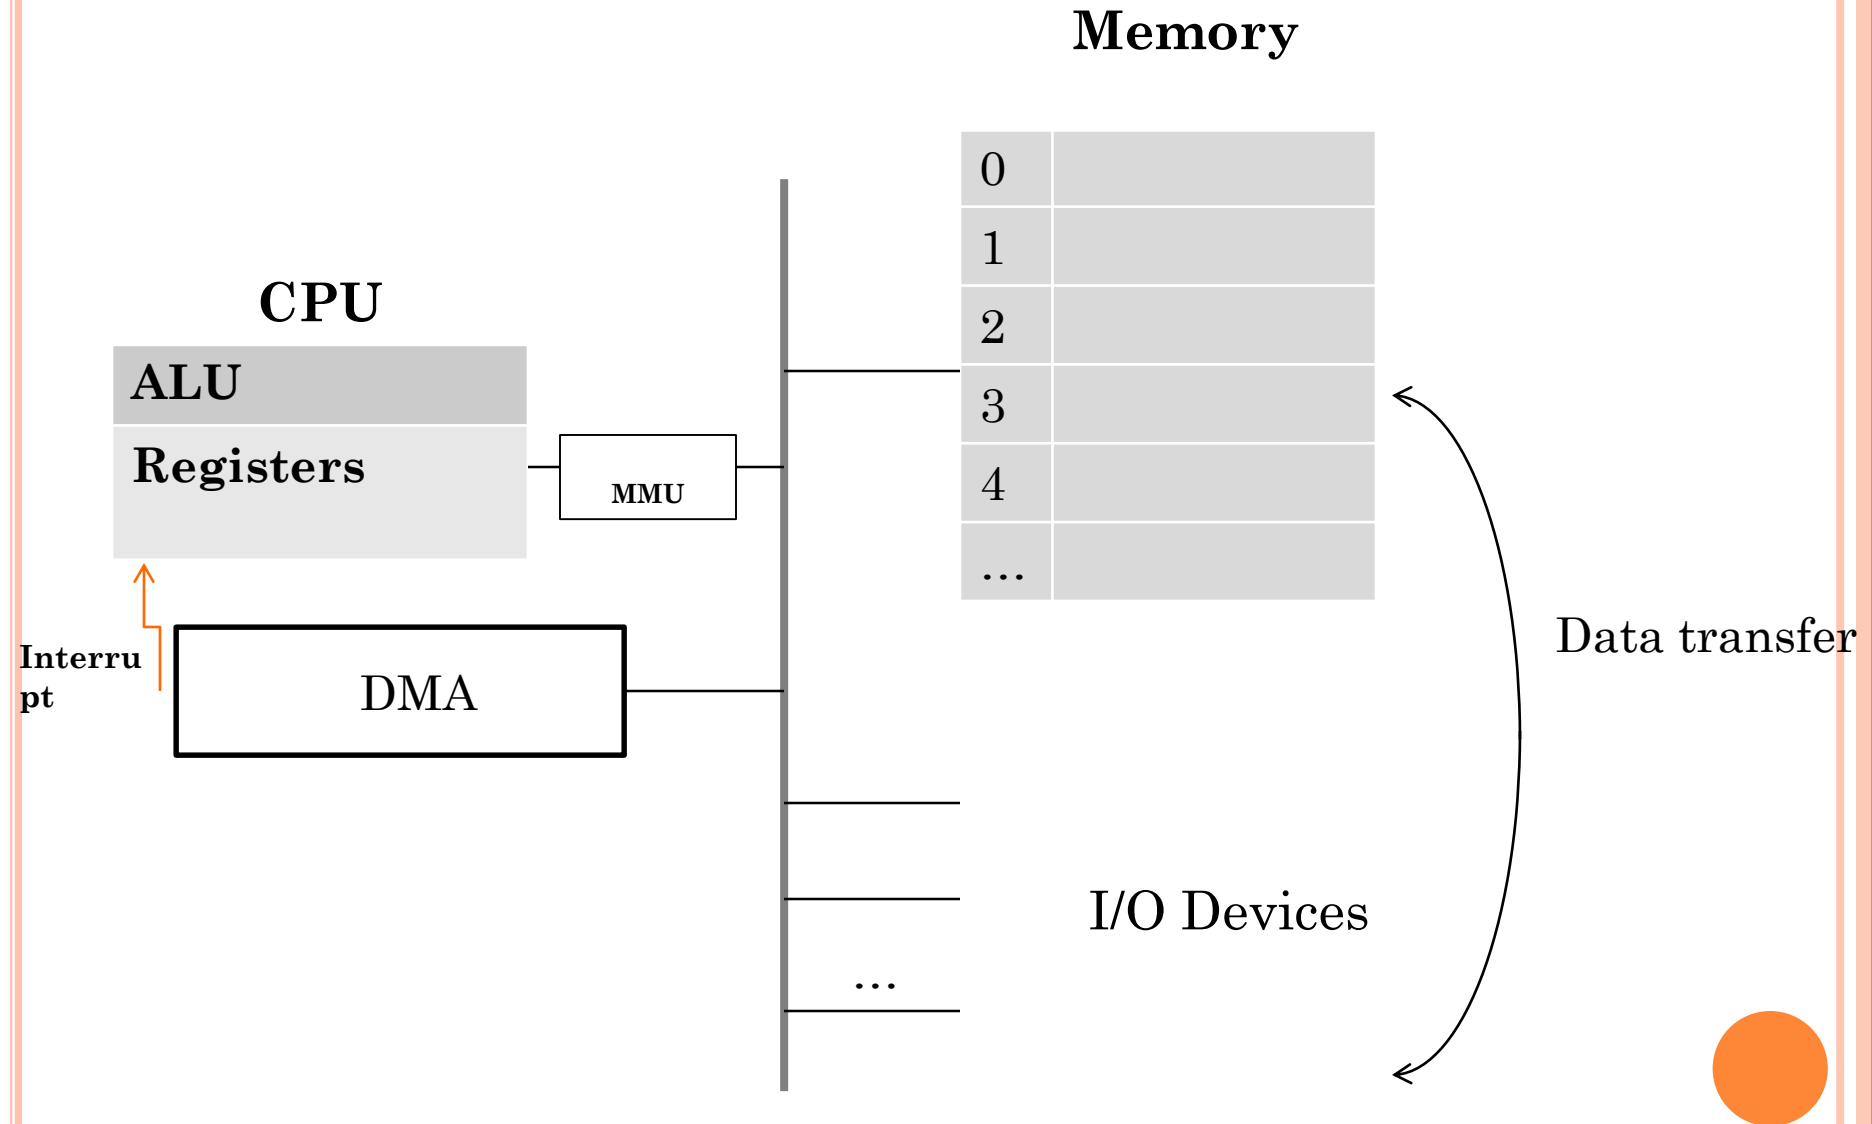 Memory
0
1
2
3
4
...
CPU
ALU
Registers
MMU
Interru
pt
DMA
Data transfer
I/O Devices
...